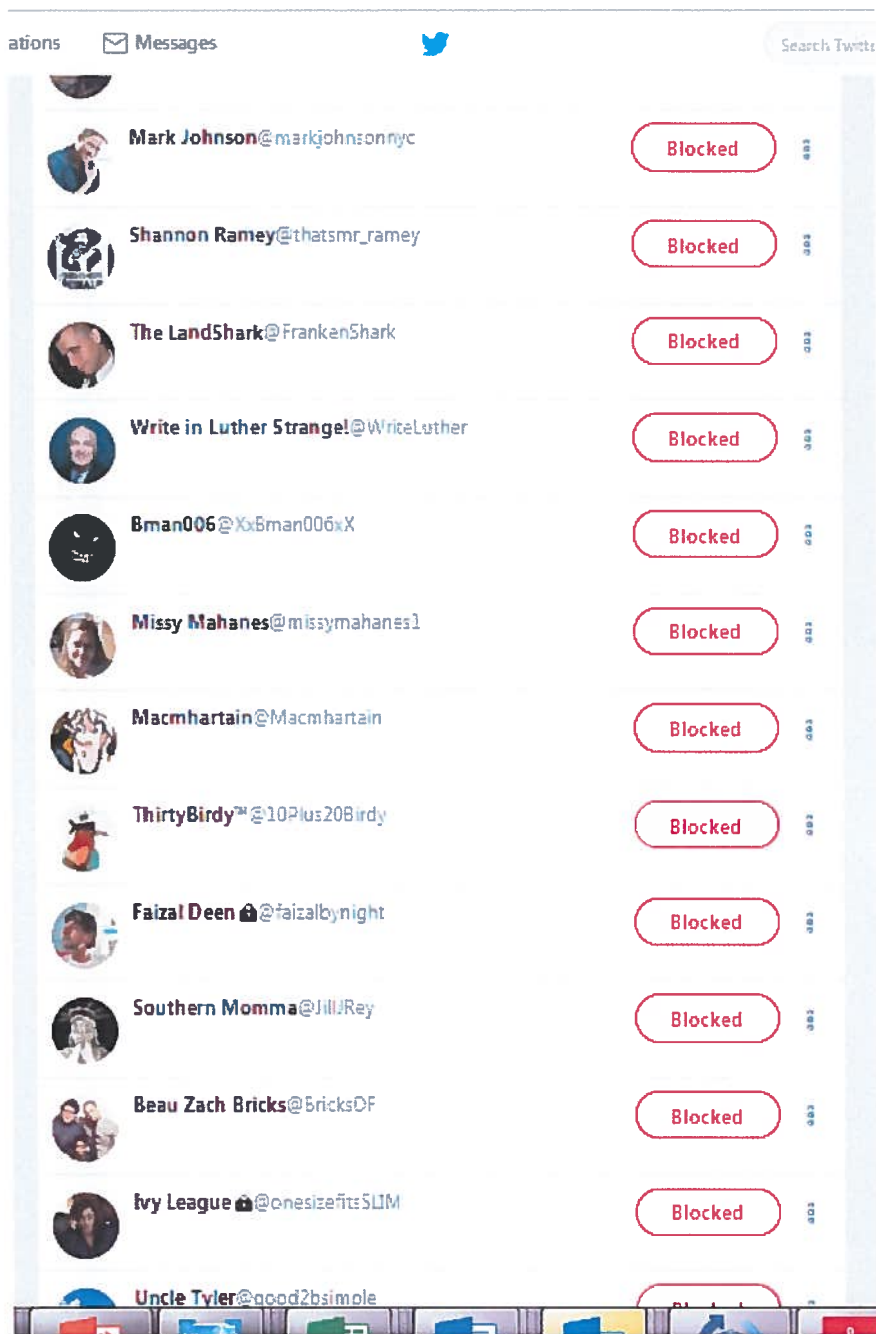 ations Messages Search Twitt
Mark Johnson@markjohnsonnyc Blocked
Shannon Ramey@thatsmr_ramey Blocked
The LandShark@FrankenShark Blocked
Write in Luther Strange!@WriteLuther Blocked
Bman006@XxBman006xX Blocked
Missy Mahanes@missymahanes1 Blocked
Macmhartain@Macmhartain Blocked
ThirtyBirdy™@10Plus20Birdy Blocked
Faizal Deen@faizalbynight Blocked
Southern Momma@JillJRey Blocked
Beau Zach Bricks@BricksOF Blocked
Ivy League@onesizefitsSLIM Blocked
Uncle Tyler@good2bsimple